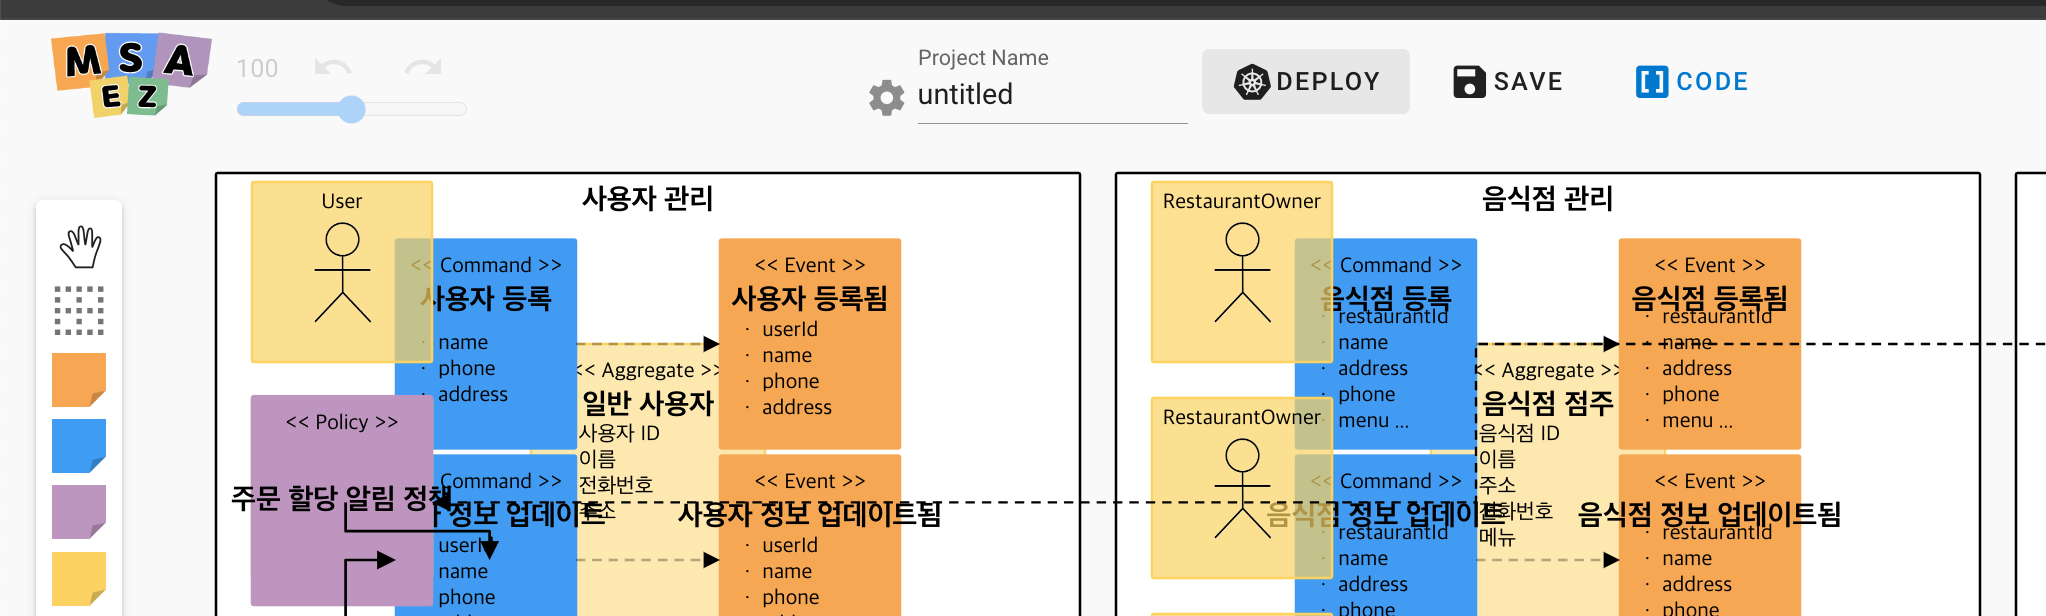 MSA
EZ
100
Project Name
untitled
DEPLOY
SAVE
CODE
사용자 관리
User
<< Command >>
사용자 등록
name
phone
address
<< Event >>
사용자 등록됨
· userId
· name
· phone
· address
<< Aggregate >>
일반 사용자
사용자 ID
이름
전화번호
주소
<< Policy >>
주문 할당 알림 정책
Command >>
정보 업데이트
userId
name
phone
<< Event >>
사용자 정보 업데이트됨
· userId
· name
· phone
음식점 관리
RestaurantOwner
<< Command >>
음식점 등록
· restaurantId
· name
· address
· phone
· menu ...
<< Event >>
음식점 등록됨
· restaurantId
· name
· address
· phone
· menu ...
<< Aggregate >>
음식점 점주
음식점 ID
이름
주소
전화번호
메뉴
RestaurantOwner
<< Command >>
음식점 정보 업데이트
· restaurantId
· name
· address
· phone
<< Event >>
음식점 정보 업데이트됨
· restaurantId
· name
· address
· phone